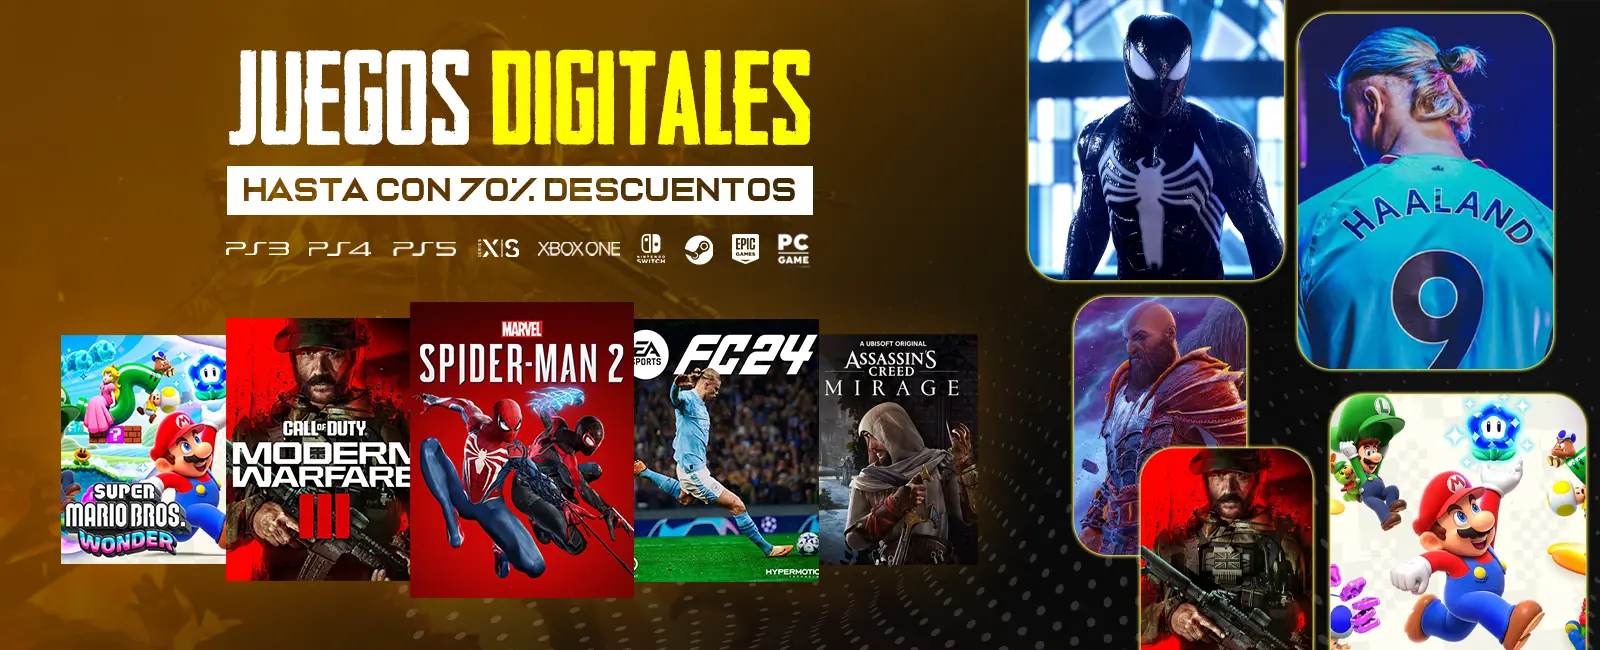 JUEGOS DIGITALES
HASTA CON 70% DESCUENTOS
PS3 PS4 PS5 SERIES X|S XBOX ONE NINTENDO SWITCH EPIC GAMES PC GAME
SUPER
MARIO BROS.
WONDER
CALL OF DUTY
MODERN
WARFARE
III
MARVEL
SPIDER-MAN 2
EA SPORTS FC24
HYPERMOTIO
A UBISOFT ORIGINAL
ASSASSIN'S
CREED
MIRAGE
HAALAND
9